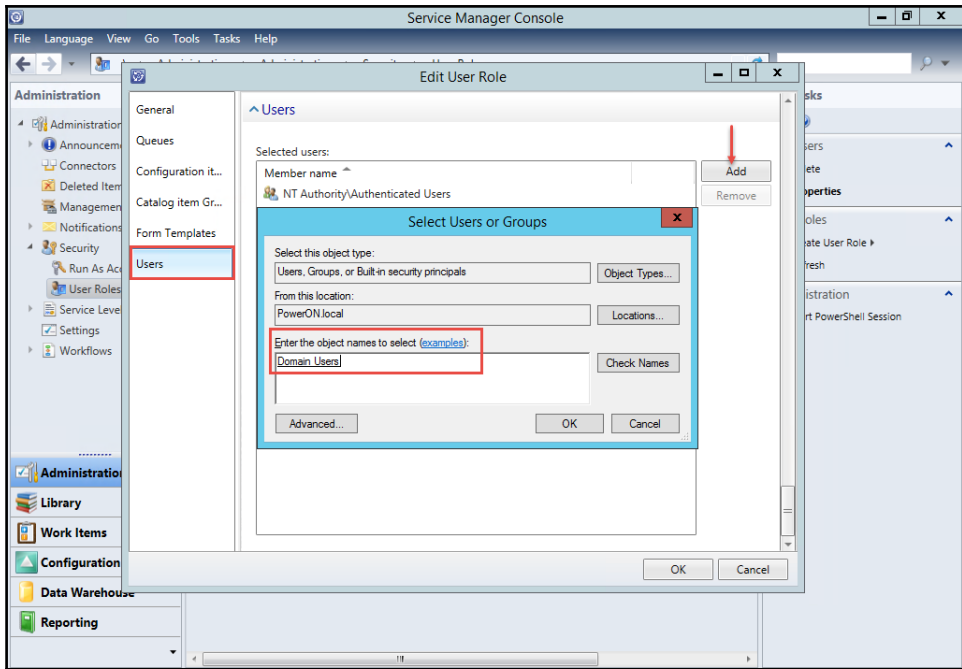 Service Manager Console
File Language View Go Tools Tasks Help
Administration
Administration
Announcem
Connectors
Deleted Item
Managemen
Notifications
Security
Run As Acc
User Roles
Service Level
Settings
Workflows
Administration
Library
Work Items
Configuration
Data Warehouse
Reporting
Edit User Role
General
Queues
Configuration it...
Catalog item Gr...
Form Templates
Users
Users
Selected users:
Member name
NT Authority\Authenticated Users
Add
Remove
Select Users or Groups
Select this object type:
Users, Groups, or Built-in security principals
Object Types...
From this location:
PowerON.local
Locations...
Enter the object names to select (examples):
Domain Users
Check Names
Advanced...
OK
Cancel
OK
Cancel
sks
sers
lete
operties
oles
eate User Role
fresh
istration
rt PowerShell Session